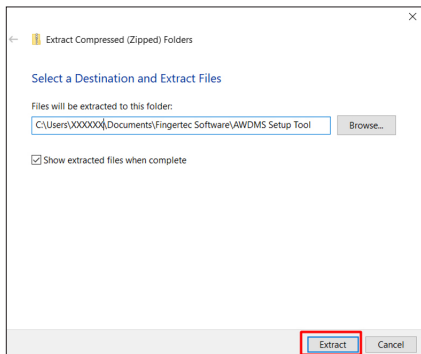 Extract Compressed (Zipped) Folders
Select a Destination and Extract Files
Files will be extracted to this folder:
C:\Users\XXXXXX\Documents\Fingertec Software\AWDMS Setup Tool
Browse...
Show extracted files when complete
Extract
Cancel